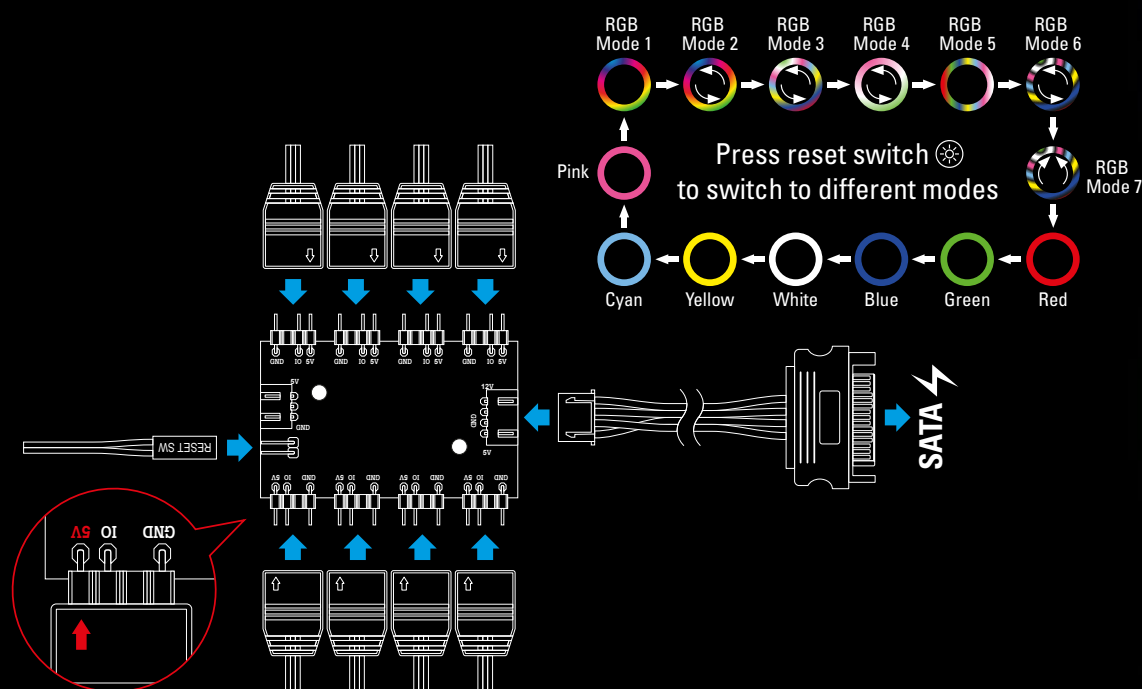 RGB Mode 1
RGB Mode 2
RGB Mode 3
RGB Mode 4
RGB Mode 5
RGB Mode 6
Pink
Press reset switch
to switch to different modes
RGB
Mode 7
Cyan
Yellow
White
Blue
Green
Red
GND IO 5V
GND IO 5V
GND IO 5V
GND IO 5V
5V
GND
12V
GND
5V
RESET SW
SATA
5V IO GND
5V IO GND
5V IO GND
5V IO GND
5V IO GND